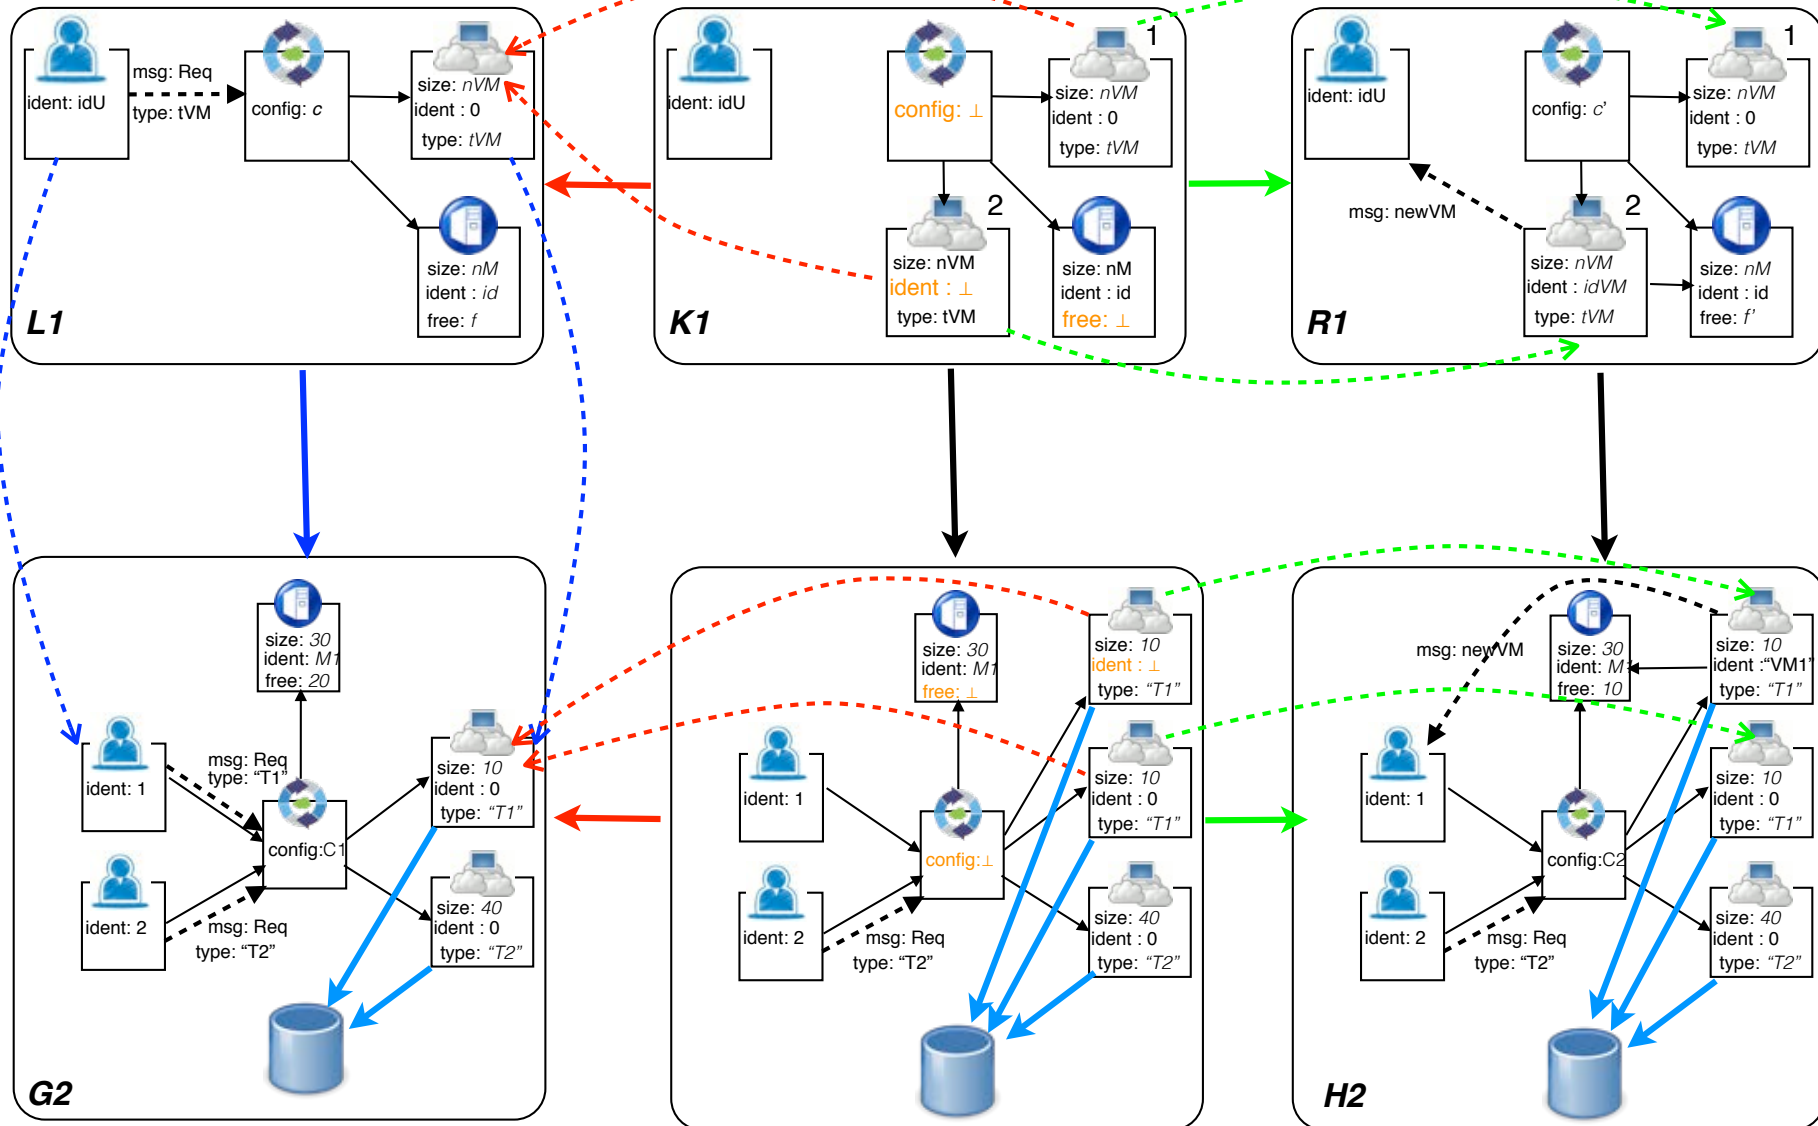 msg: Req
ident: idU
type: tVM
config: c
size: nVM
ident : 0
type: tVM
size: nM
ident : id
free: f
L1
1
ident: idU
config: ⊥
size: nVM
ident : 0
type: tVM
2
size: nVM
ident : ⊥
type: tVM
size: nM
ident : id
free: ⊥
K1
1
ident: idU
config: c'
size: nVM
ident : 0
type: tVM
msg: newVM
2
size: nVM
ident : idVM
type: tVM
size: nM
ident : id
free: f'
R1
size: 30
ident: M1
free: 20
msg: Req
type: “T1”
ident: 1
config:C1
size: 10
ident : 0
type: “T1”
ident: 2
msg: Req
type: “T2”
size: 40
ident : 0
type: “T2”
G2
size: 30
ident: M1
free: ⊥
size: 10
ident : ⊥
type: “T1”
ident: 1
size: 10
ident : 0
type: “T1”
config:⊥
ident: 2
msg: Req
type: “T2”
size: 40
ident : 0
type: “T2”
msg: newVM
size: 30
ident: M1
free: 10
size: 10
ident :“VM1”
type: “T1”
ident: 1
size: 10
ident : 0
type: “T1”
config:C2
ident: 2
msg: Req
type: “T2”
size: 40
ident : 0
type: “T2”
H2